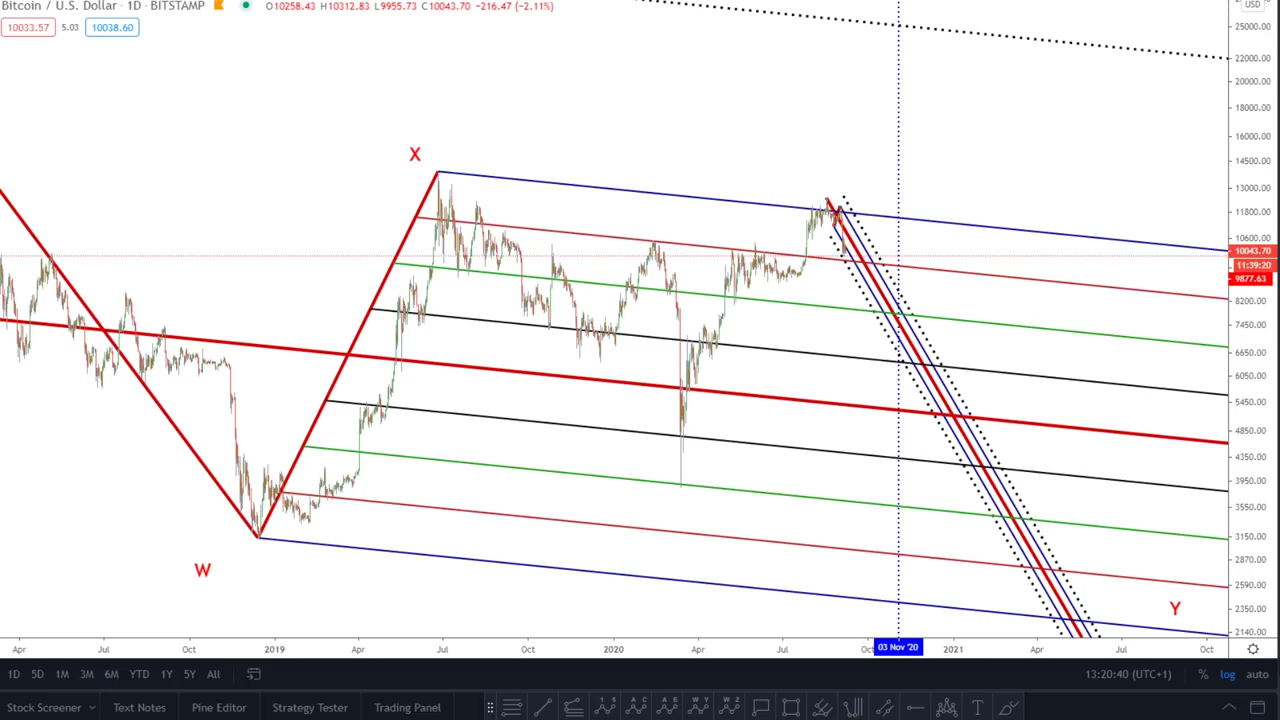 Bitcoin / U.S. Dollar · 1D · BITSTAMP O10258.43 H10312.83 L9955.73 C10043.70 −216.47 (−2.11%)
USD
10033.57 5.03 10038.60
25000.00
22000.00
20000.00
18000.00
16000.00
X
14500.00
13000.00
11800.00
10600.00
10043.70
11:39:20
9877.63
8200.00
7450.00
6650.00
6050.00
5450.00
4850.00
4350.00
3950.00
3550.00
3150.00
2870.00
W
2590.00
Y
2350.00
2140.00
Apr Jul Oct 2019 Apr Jul Oct 2020 Apr Jul Oct 03 Nov '20 2021 Apr Jul Oct
1D 5D 1M 3M 6M YTD 1Y 5Y All 13:20:40 (UTC+1) % log auto
Stock Screener Text Notes Pine Editor Strategy Tester Trading Panel